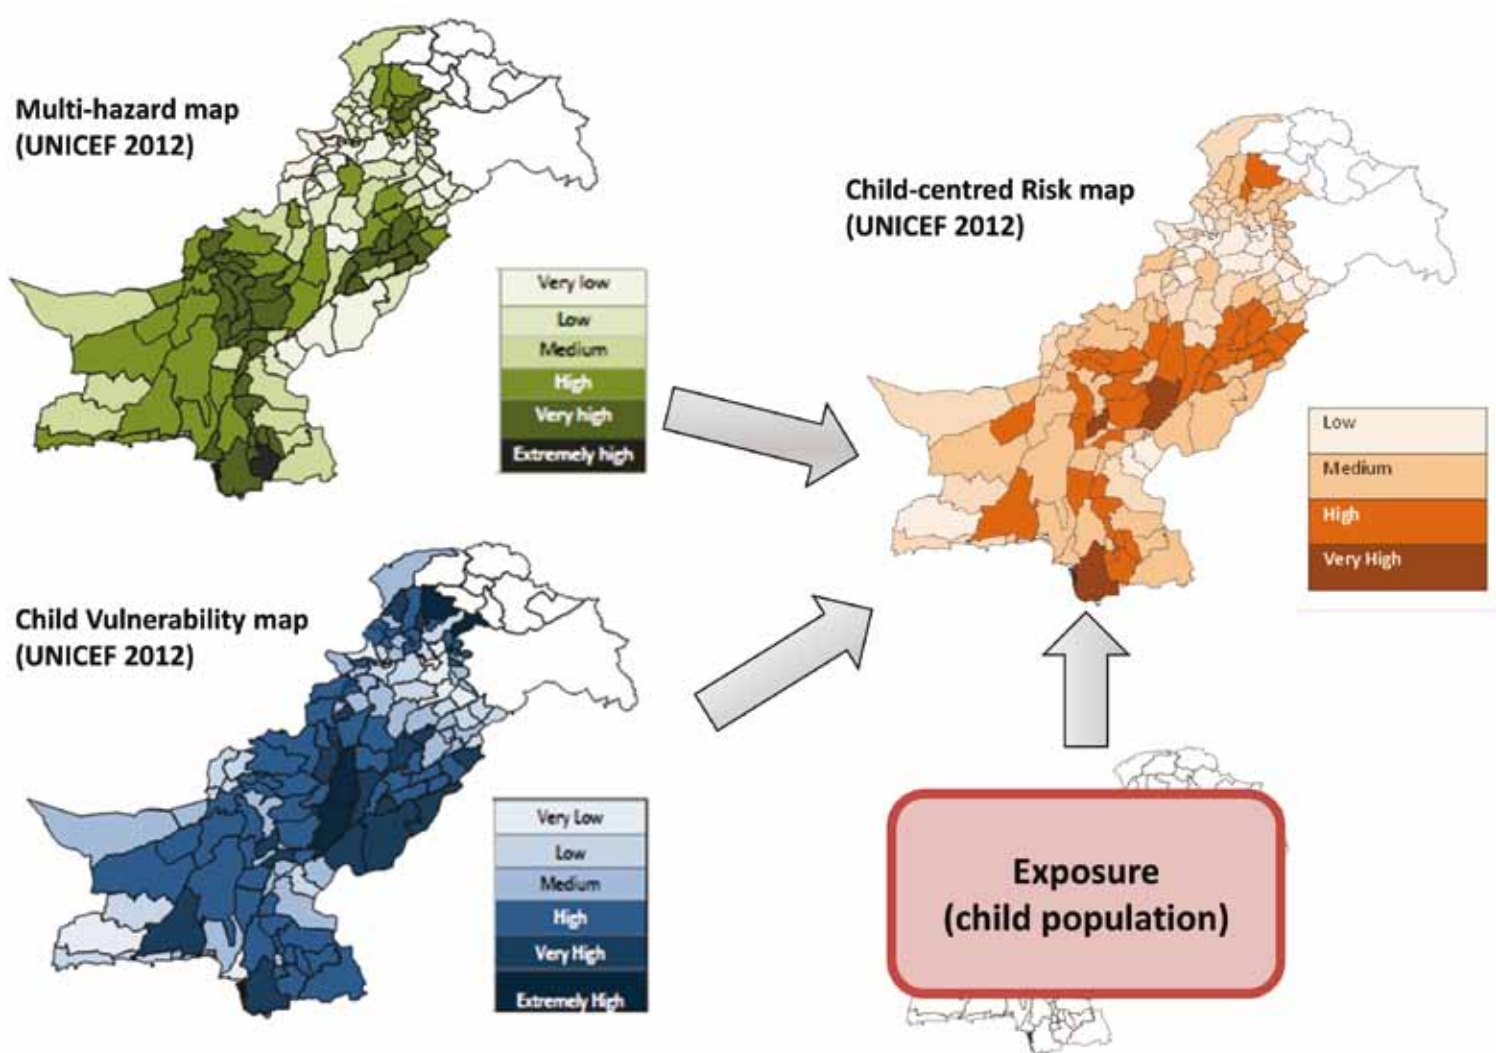 Multi-hazard map
(UNICEF 2012)
Very low
Low
Medium
High
Very high
Extremely high
Child-centred Risk map
(UNICEF 2012)
Low
Medium
High
Very High
Child Vulnerability map
(UNICEF 2012)
Very Low
Low
Medium
High
Very High
Extremely High
Exposure
(child population)